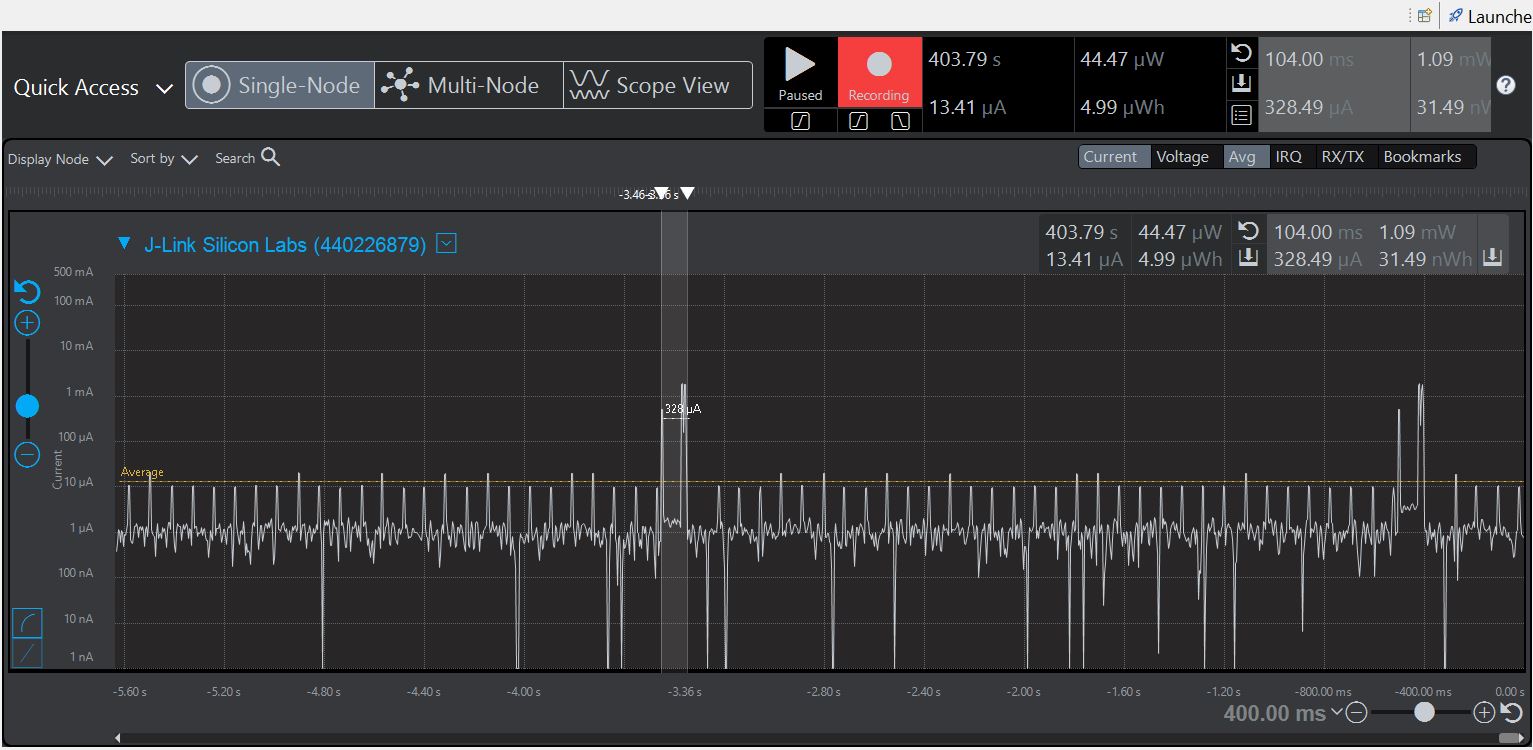 Launche
Quick Access
Single-Node
Multi-Node
Scope View
Paused
Recording
403.79 s
13.41 µA
44.47 µW
4.99 µWh
104.00 ms
328.49 µA
1.09 mW
31.49 nW
?
Display Node
Sort by
Search
Current
Voltage
Avg
IRQ
RX/TX
Bookmarks
-3.46 s
J-Link Silicon Labs (440226879)
403.79 s 44.47 µW
13.41 µA 4.99 µWh
104.00 ms 1.09 mW
328.49 µA 31.49 nWh
500 mA
100 mA
10 mA
1 mA
100 µA
10 µA
1 µA
100 nA
10 nA
1 nA
Current
Average
328 µA
-5.60 s
-5.20 s
-4.80 s
-4.40 s
-4.00 s
-3.36 s
-2.80 s
-2.40 s
-2.00 s
-1.60 s
-1.20 s
-800.00 ms
-400.00 ms
0.00 s
400.00 ms